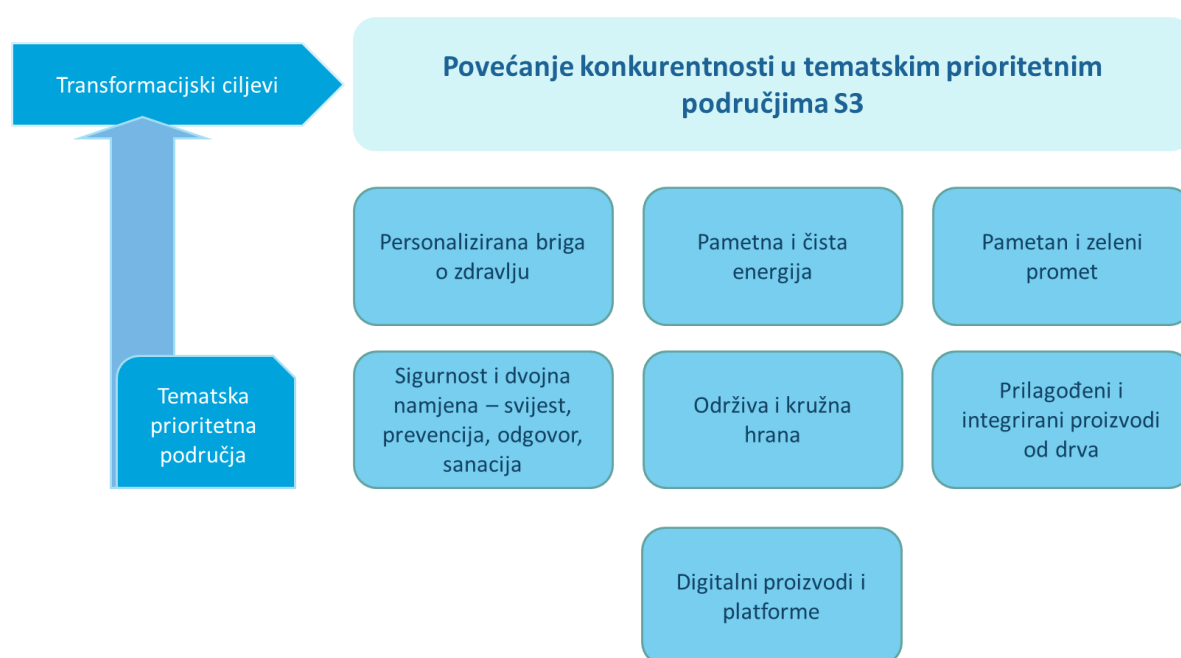 Transformacijski ciljevi
Povećanje konkurentnosti u tematskim prioritetnim
područjima S3
Personalizirana briga
o zdravlju
Pametna i čista
energija
Pametan i zeleni
promet
Tematska
prioritetna
područja
Sigurnost i dvojna
namjena – svijest,
prevencija, odgovor,
sanacija
Održiva i kružna
hrana
Prilagođeni i
integrirani proizvodi
od drva
Digitalni proizvodi i
platforme